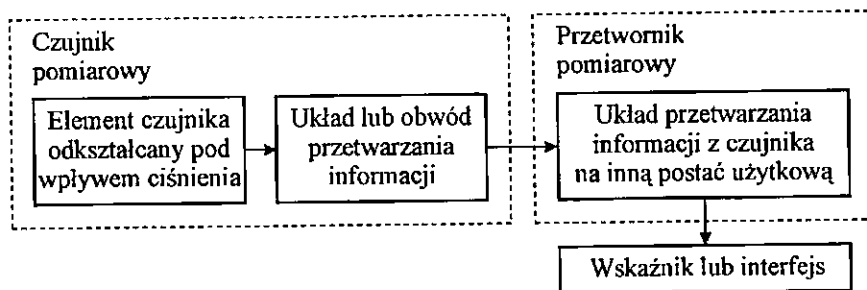 Czujnik
pomiarowy
Element czujnika
odkształcany pod
wpływem ciśnienia
Układ lub obwód
przetwarzania
informacji
Przetwornik
pomiarowy
Układ przetwarzania
informacji z czujnika
na inną postać użytkową
Wskaźnik lub interfejs